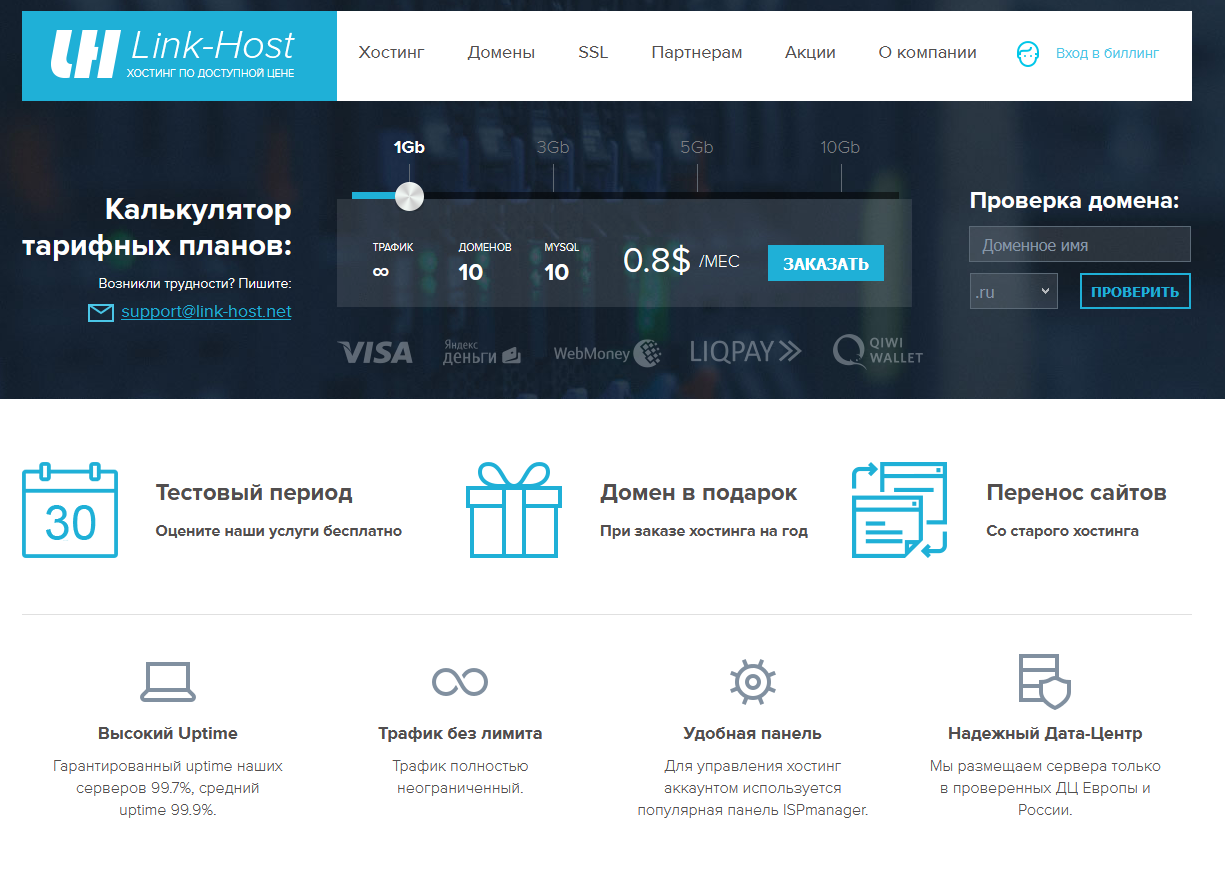 Link-Host
ХОСТИНГ ПО ДОСТУПНОЙ ЦЕНЕ
Хостинг Домены SSL Партнерам Акции О компании Вход в биллинг
1Gb 3Gb 5Gb 10Gb
Калькулятор
тарифных планов:
Возникли трудности? Пишите:
support@link-host.net
ТРАФИК ДОМЕНОВ MYSQL
∞ 10 10
0.8$ /МЕС
ЗАКАЗАТЬ
Проверка домена:
Доменное имя
.ru
ПРОВЕРИТЬ
VISA Яндекс деньги WebMoney LIQPAY QIWI WALLET
30
Тестовый период
Оцените наши услуги бесплатно
Домен в подарок
При заказе хостинга на год
Перенос сайтов
Со старого хостинга
Высокий Uptime
Гарантированный uptime наших
серверов 99.7%, средний
uptime 99.9%.
Трафик без лимита
Трафик полностью
неограниченный.
Удобная панель
Для управления хостинг
аккаунтом используется
популярная панель ISPmanager.
Надежный Дата-Центр
Мы размещаем сервера только
в проверенных ДЦ Европы и
России.